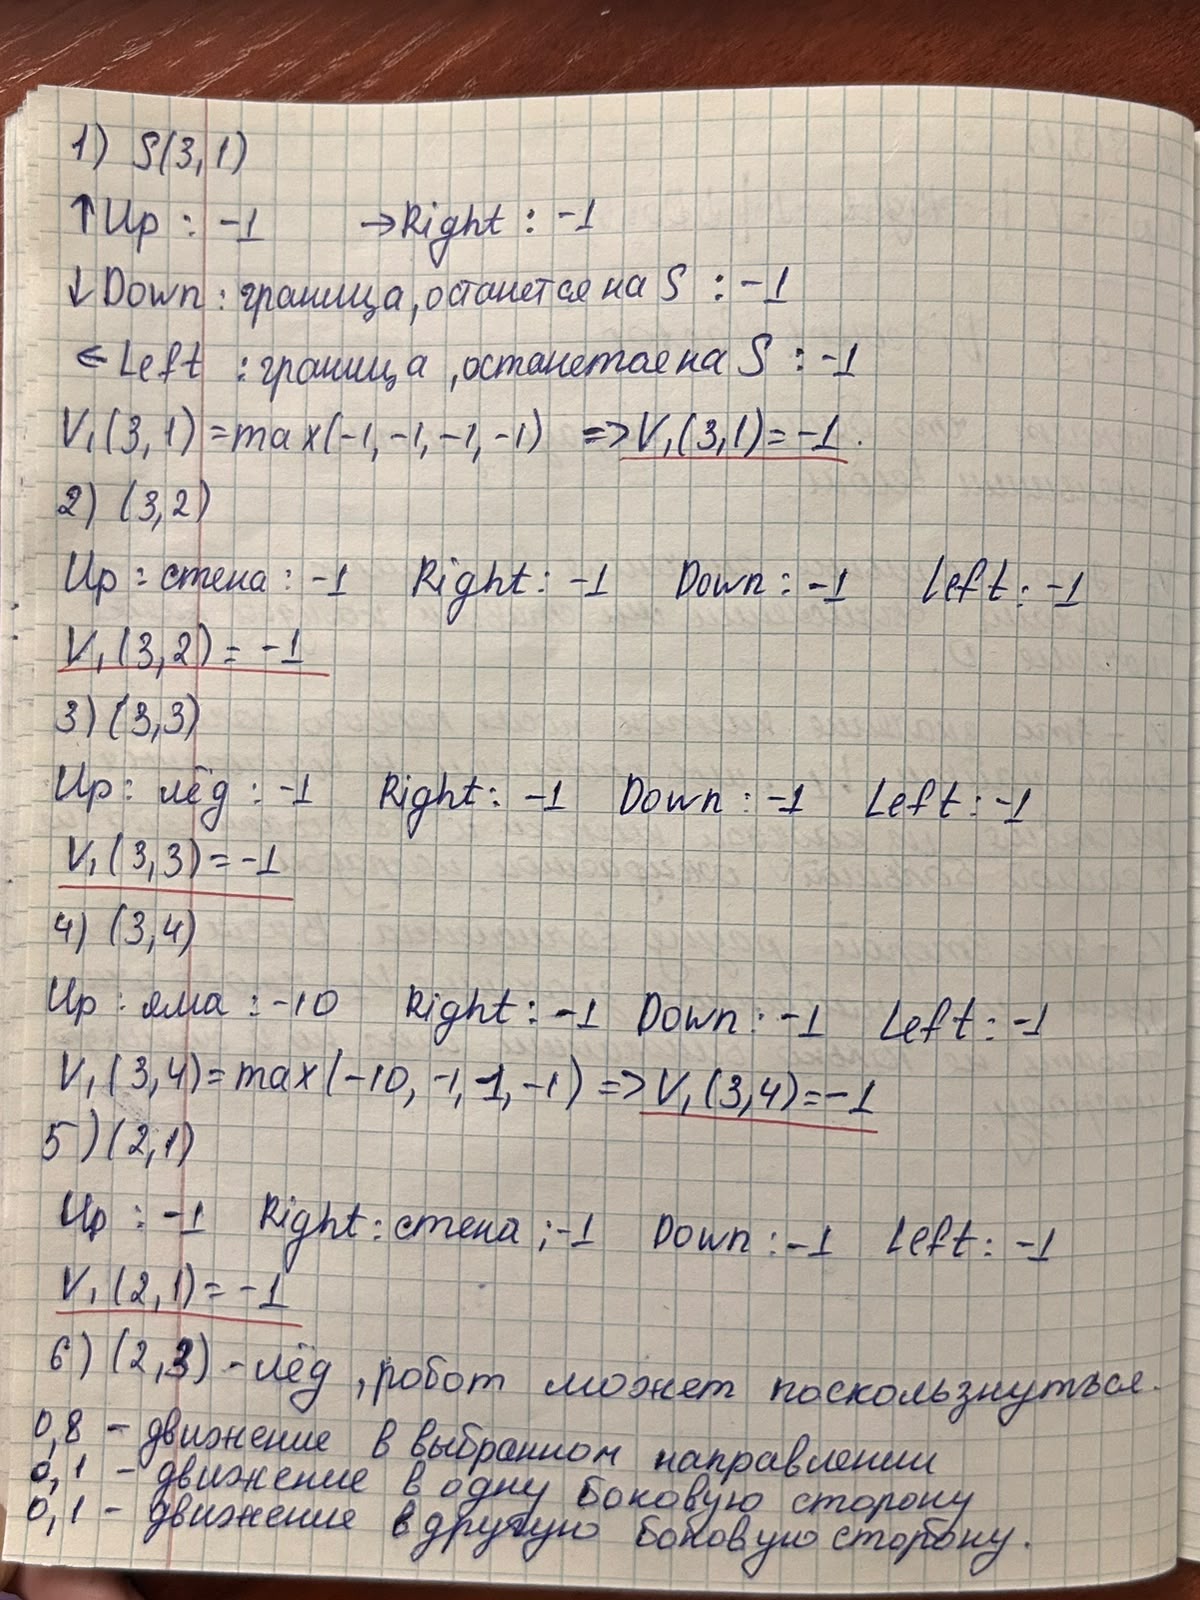 1) S(3,1)
↑Up : -1 →Right : -1
↓Down : граница, останется на S : -1
←Left : граница, останется на S : -1
V₁(3,1)=max(-1,-1,-1,-1) =>V₁(3,1)=-1.
2) (3,2)
Up : стена : -1 Right : -1 Down : -1 Left : -1
V₁(3,2)=-1
3) (3,3)
Up : лёд : -1 Right : -1 Down : -1 Left : -1
V₁(3,3)=-1
4) (3,4)
Up : яма : -10 Right : -1 Down : -1 Left : -1
V₁(3,4)=max(-10,-1,-1,-1) =>V₁(3,4)=-1
5) (2,1)
Up : -1 Right : стена ; -1 Down : -1 Left : -1
V₁(2,1)=-1
6) (2,3) - лёд, робот может поскользнуться.
0,8 - движение в выбранном направлении
0,1 - движение в одну боковую сторону
0,1 - движение в другую боковую сторону.